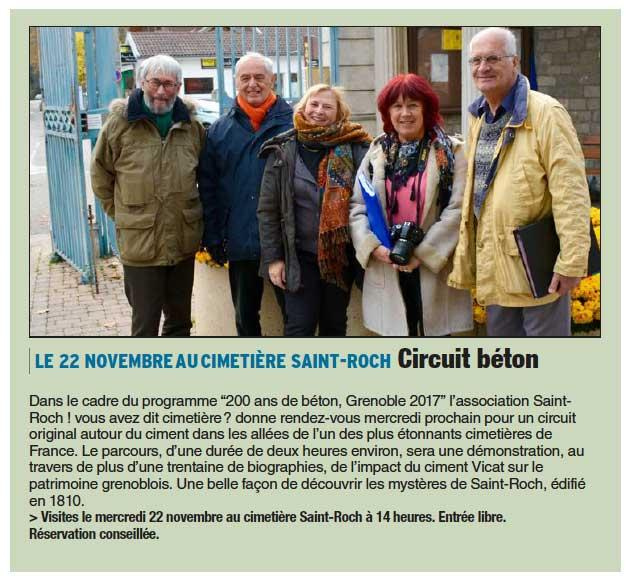 LE 22 NOVEMBRE AU CIMETIÈRE SAINT-ROCH Circuit béton
Dans le cadre du programme “200 ans de béton, Grenoble 2017” l’association Saint-
Roch ! vous avez dit cimetière ? donne rendez-vous mercredi prochain pour un circuit
original autour du ciment dans les allées de l’un des plus étonnants cimetières de
France. Le parcours, d’une durée de deux heures environ, sera une démonstration, au
travers de plus d’une trentaine de biographies, de l’impact du ciment Vicat sur le
patrimoine grenoblois. Une belle façon de découvrir les mystères de Saint-Roch, édifié
en 1810.
> Visites le mercredi 22 novembre au cimetière Saint-Roch à 14 heures. Entrée libre.
Réservation conseillée.